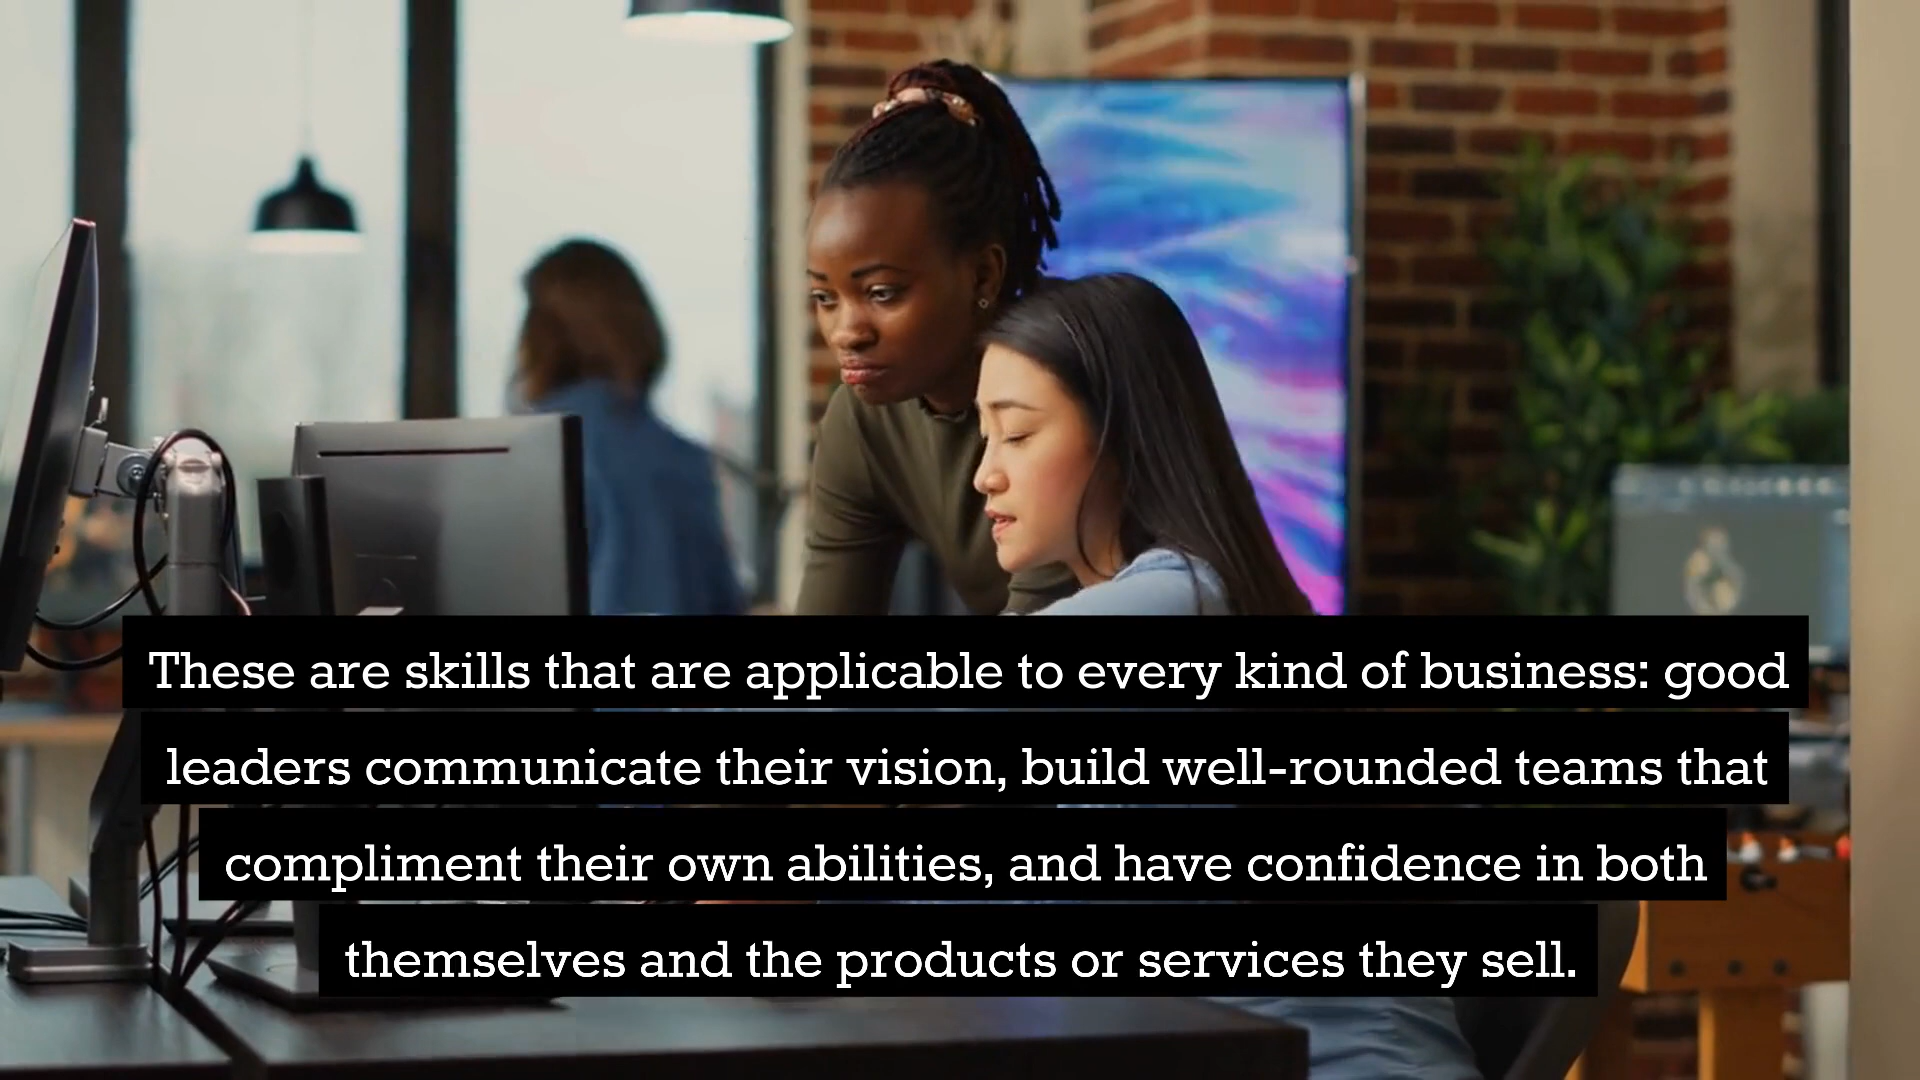 These are skills that are applicable to every kind of business: good
leaders communicate their vision, build well-rounded teams that
compliment their own abilities, and have confidence in both
themselves and the products or services they sell.